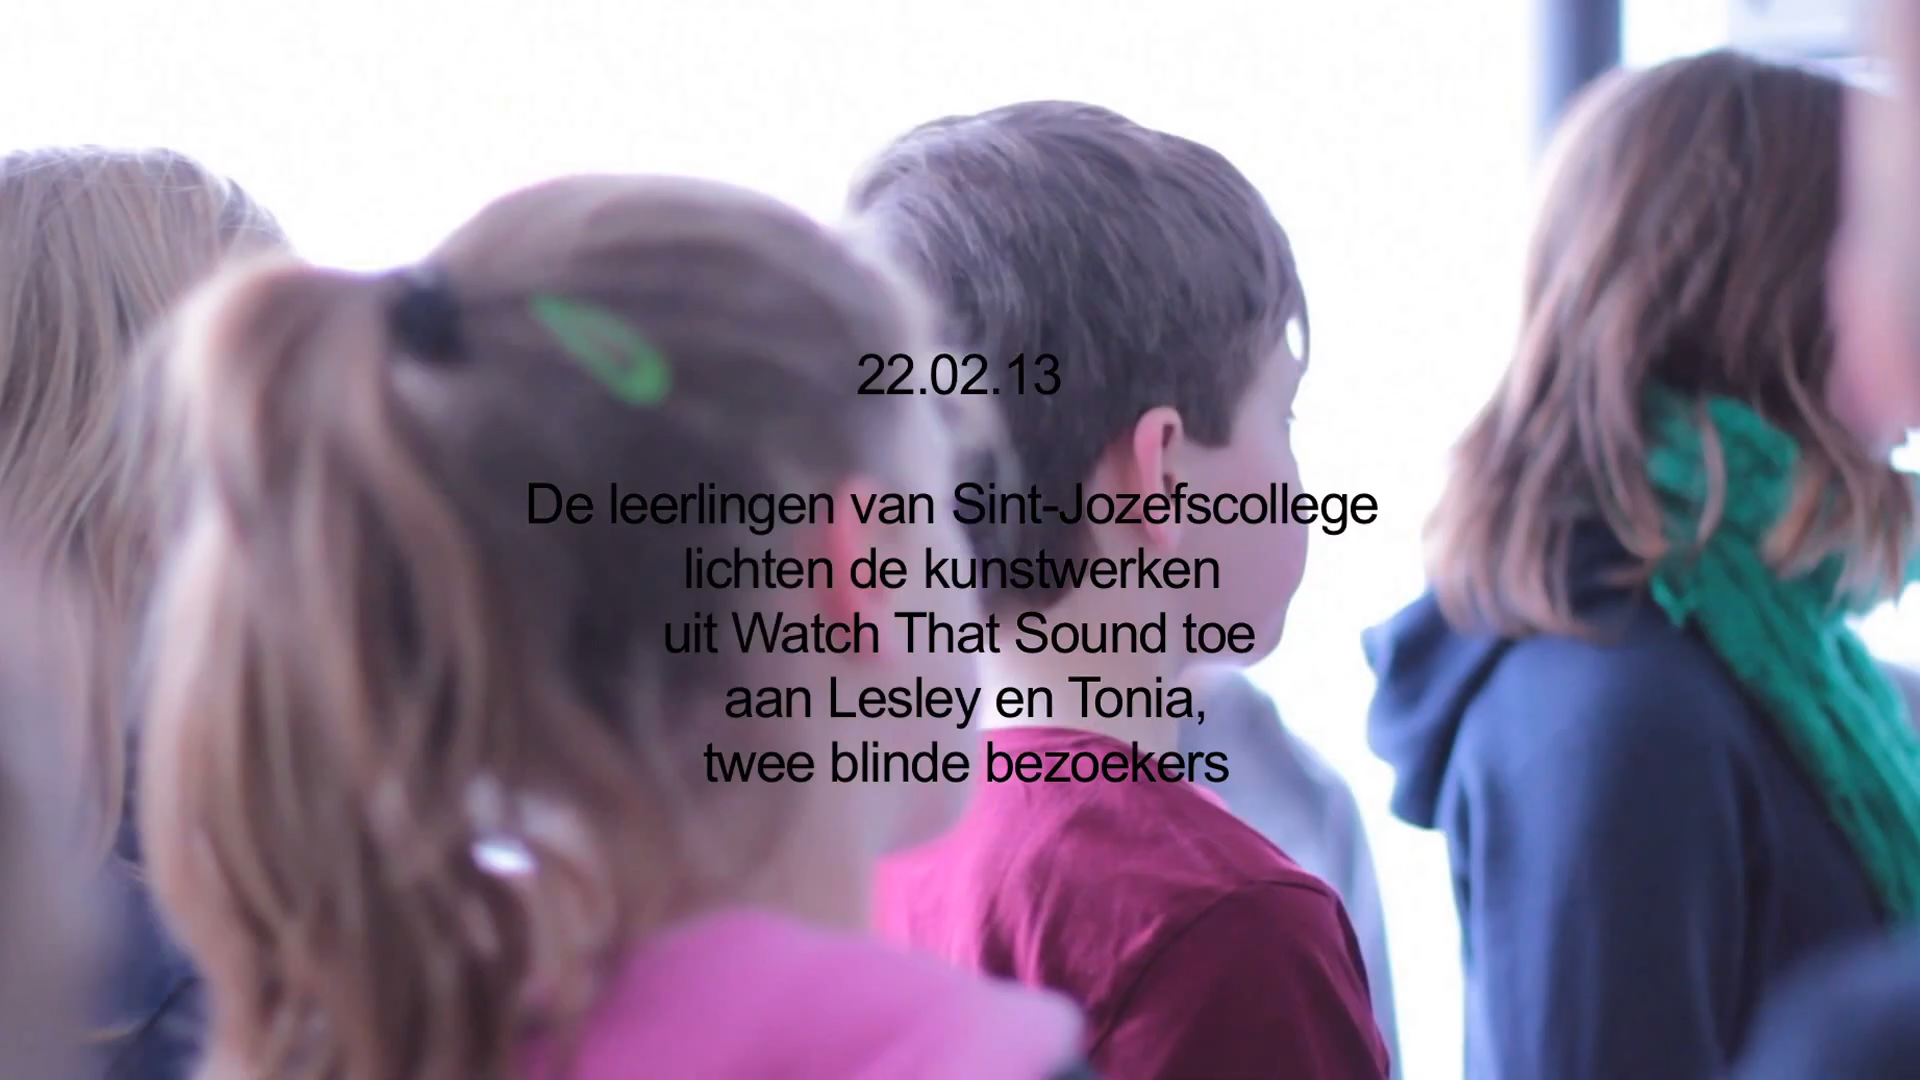 22.02.13
De leerlingen van Sint-Jozefscollege
lichten de kunstwerken
uit Watch That Sound toe
aan Lesley en Tonia,
twee blinde bezoekers